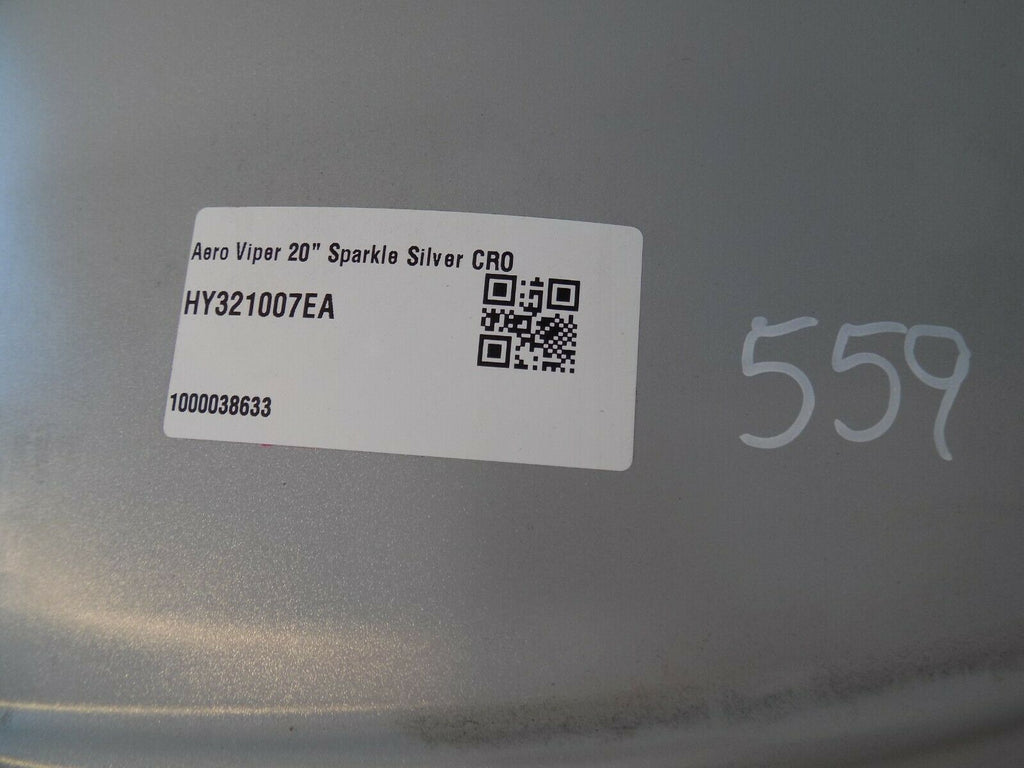 Aero Viper 20" Sparkle Silver CRO
HY321007EA
1000038633
559